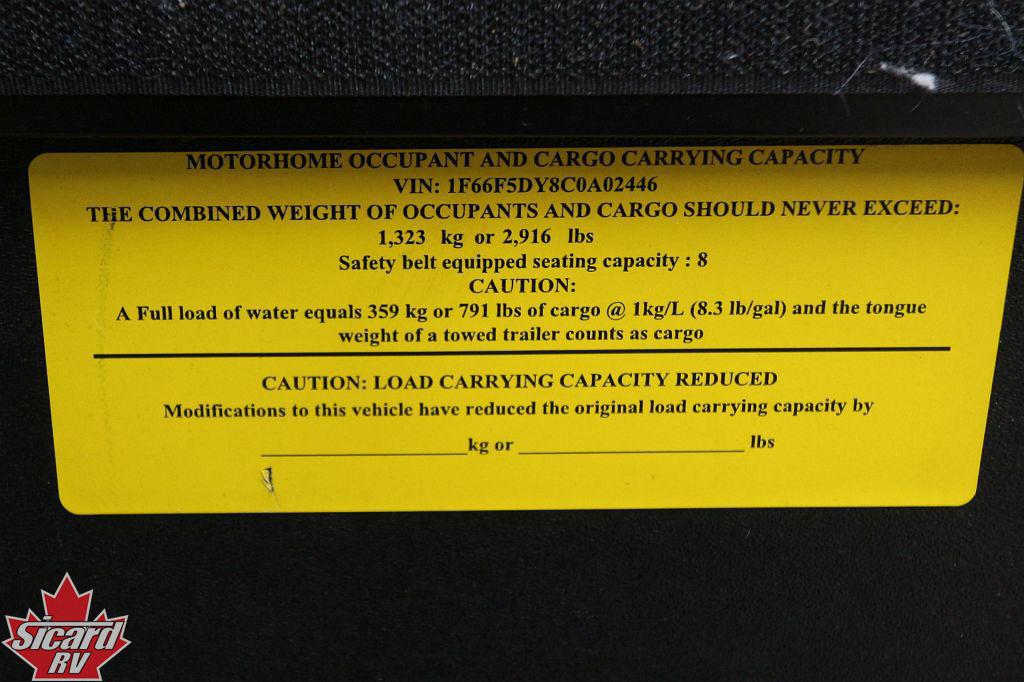 MOTORHOME OCCUPANT AND CARGO CARRYING CAPACITY
VIN: 1F66F5DY8C0A02446
THE COMBINED WEIGHT OF OCCUPANTS AND CARGO SHOULD NEVER EXCEED:
1,323 kg or 2,916 lbs
Safety belt equipped seating capacity : 8
CAUTION:
A Full load of water equals 359 kg or 791 lbs of cargo @ 1kg/L (8.3 lb/gal) and the tongue
weight of a towed trailer counts as cargo
CAUTION: LOAD CARRYING CAPACITY REDUCED
Modifications to this vehicle have reduced the original load carrying capacity by
____________________kg or ______________________ lbs
Sicard
RV